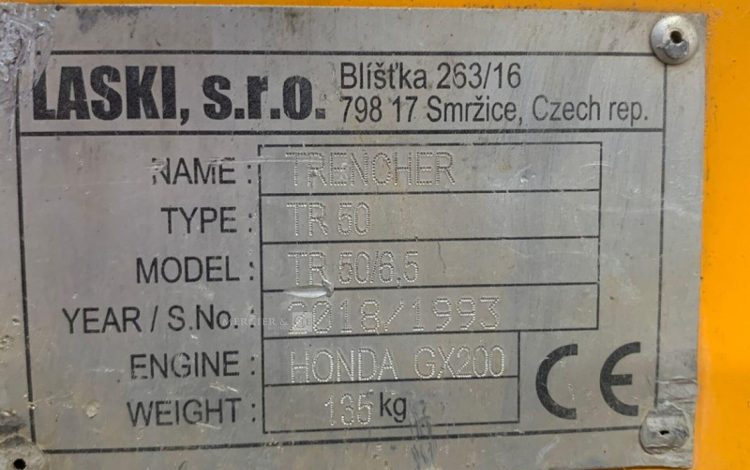 LASKI, s.r.o.
Blíšťka 263/16
798 17 Smržice, Czech rep.
NAME : TRENCHER
TYPE : TR 50
MODEL : TR 50/6,5
YEAR / S.No. 2018/1993
ENGINE : HONDA GX200
WEIGHT : 135 kg
CE